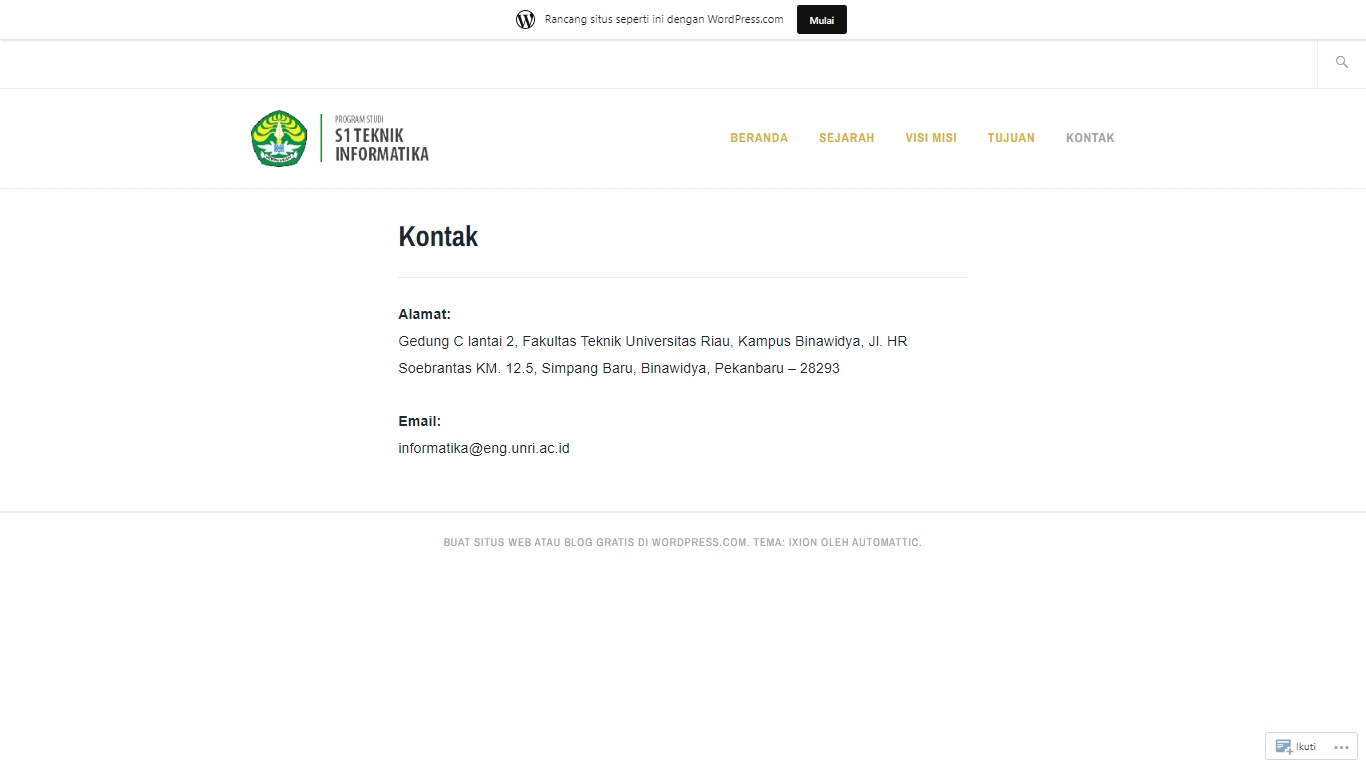 Rancang situs seperti ini dengan WordPress.com
Mulai
PROGRAM STUDI
S1 TEKNIK
INFORMATIKA
BERANDA SEJARAH VISI MISI TUJUAN KONTAK
Kontak
Alamat:
Gedung C lantai 2, Fakultas Teknik Universitas Riau, Kampus Binawidya, Jl. HR
Soebrantas KM. 12.5, Simpang Baru, Binawidya, Pekanbaru – 28293
Email:
informatika@eng.unri.ac.id
BUAT SITUS WEB ATAU BLOG GRATIS DI WORDPRESS.COM. TEMA: IXION OLEH AUTOMATTIC.
Ikuti